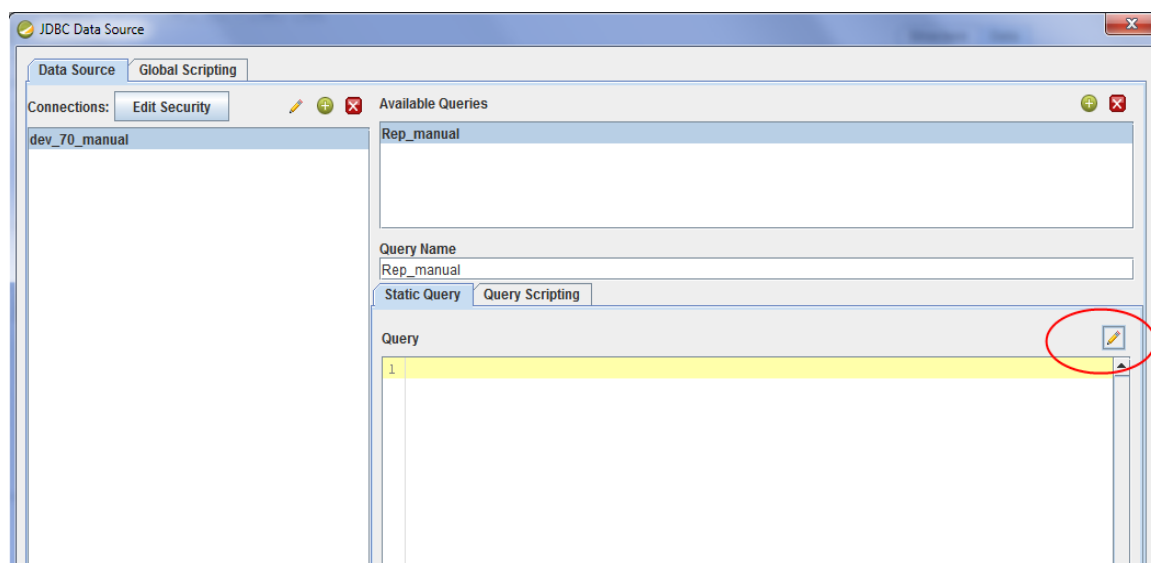 JDBC Data Source
Data Source Global Scripting
Connections: Edit Security
dev_70_manual
Available Queries
Rep_manual
Query Name
Rep_manual
Static Query Query Scripting
Query
1